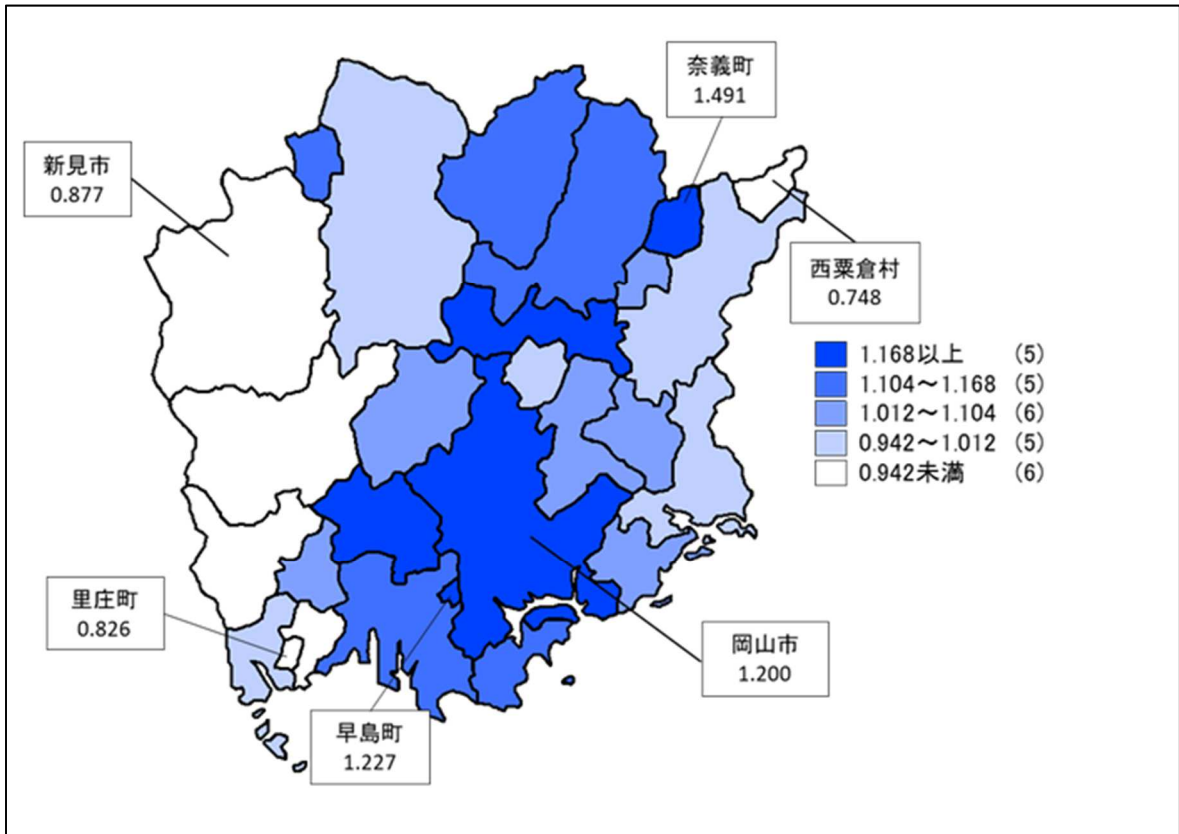 奈義町
1.491
新見市
0.877
西粟倉村
0.748
1.168以上 (5)
1.104～1.168 (5)
1.012～1.104 (6)
0.942～1.012 (5)
0.942未満 (6)
里庄町
0.826
岡山市
1.200
早島町
1.227